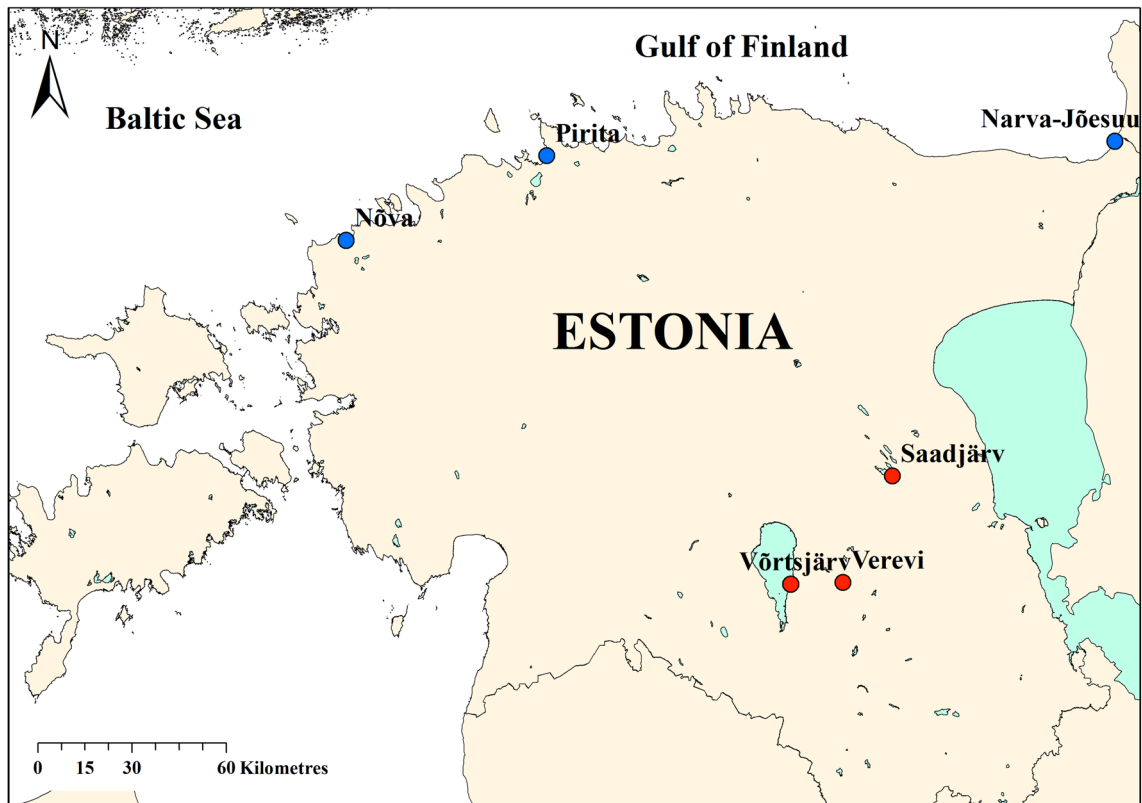 N
Gulf of Finland
Baltic Sea
Pirita
Narva-Jõesuu
Nõva
ESTONIA
Saadjärv
Võrtsjärv
Verevi
0 15 30 60 Kilometres